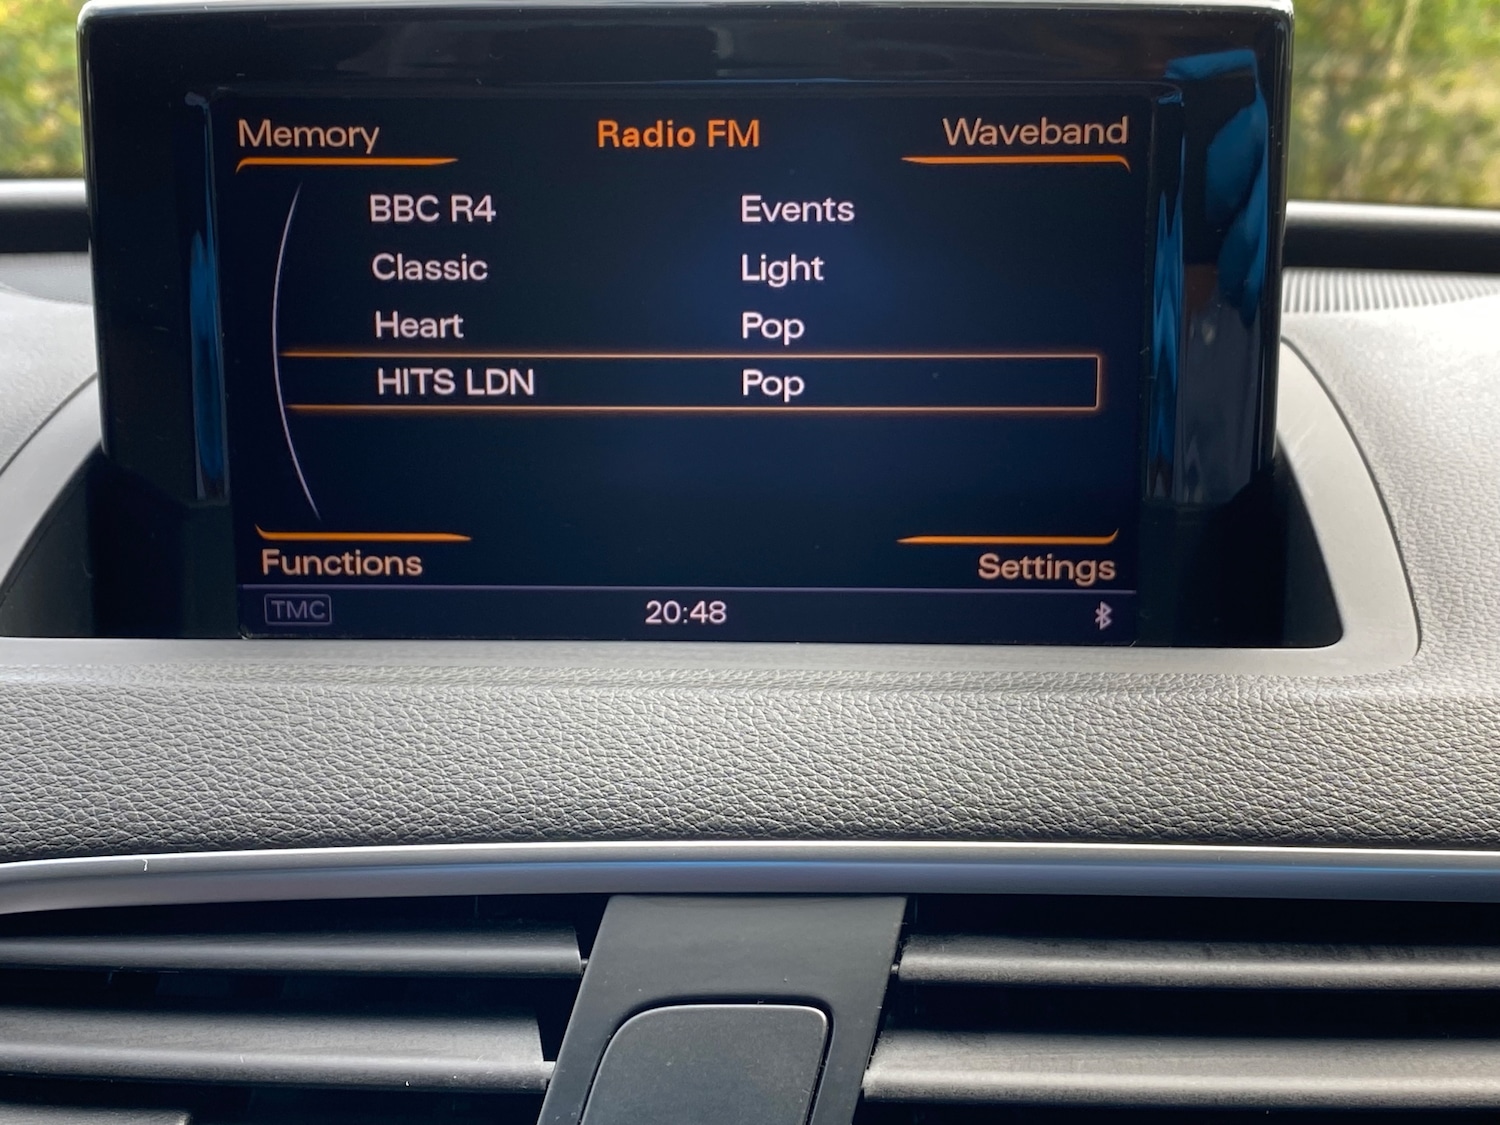 Memory Radio FM Waveband
BBC R4 Events
Classic Light
Heart Pop
HITS LDN Pop
Functions Settings
TMC 20:48